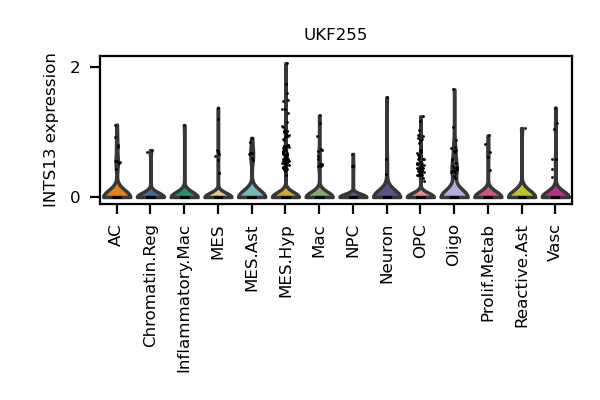 UKF255
INTS13 expression
2
0
AC
Chromatin.Reg
Inflammatory.Mac
MES
MES.Ast
MES.Hyp
Mac
NPC
Neuron
OPC
Oligo
Prolif.Metab
Reactive.Ast
Vasc